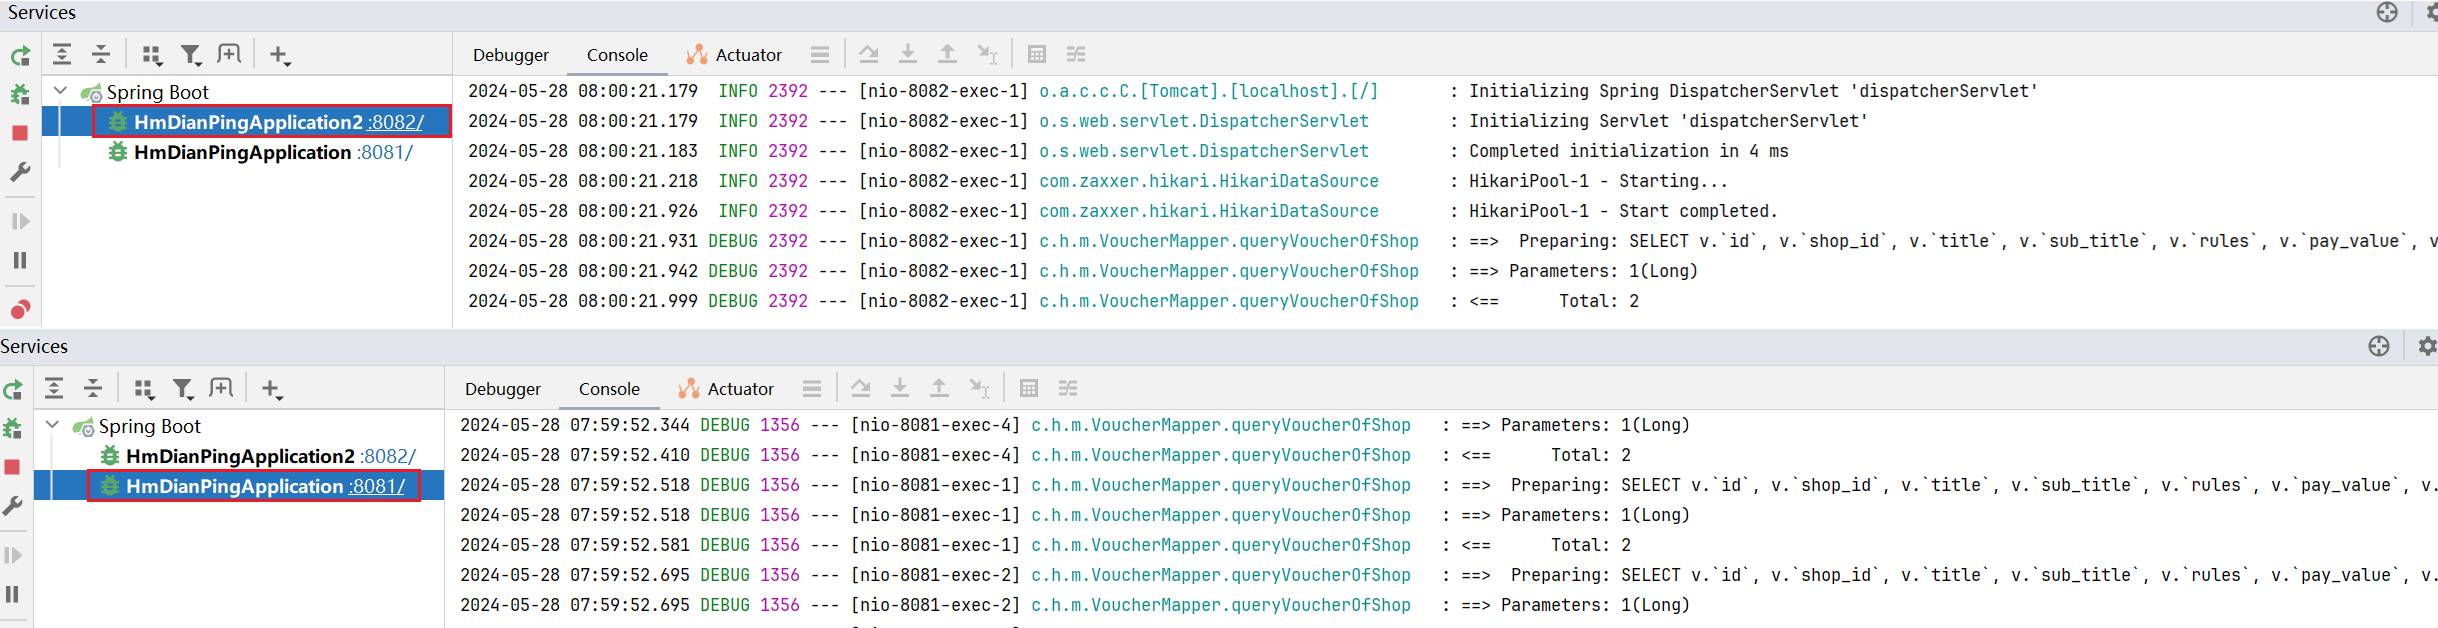 Services
Debugger Console Actuator
Spring Boot
HmDianPingApplication2 :8082/
HmDianPingApplication :8081/
2024-05-28 08:00:21.179  INFO 2392 --- [nio-8082-exec-1] o.a.c.c.C.[Tomcat].[localhost].[/]       : Initializing Spring DispatcherServlet 'dispatcherServlet'
2024-05-28 08:00:21.179  INFO 2392 --- [nio-8082-exec-1] o.s.web.servlet.DispatcherServlet        : Initializing Servlet 'dispatcherServlet'
2024-05-28 08:00:21.183  INFO 2392 --- [nio-8082-exec-1] o.s.web.servlet.DispatcherServlet        : Completed initialization in 4 ms
2024-05-28 08:00:21.218  INFO 2392 --- [nio-8082-exec-1] com.zaxxer.hikari.HikariDataSource       : HikariPool-1 - Starting...
2024-05-28 08:00:21.926  INFO 2392 --- [nio-8082-exec-1] com.zaxxer.hikari.HikariDataSource       : HikariPool-1 - Start completed.
2024-05-28 08:00:21.931 DEBUG 2392 --- [nio-8082-exec-1] c.h.m.VoucherMapper.queryVoucherOfShop   : ==>  Preparing: SELECT v.`id`, v.`shop_id`, v.`title`, v.`sub_title`, v.`rules`, v.`pay_value`, v
2024-05-28 08:00:21.942 DEBUG 2392 --- [nio-8082-exec-1] c.h.m.VoucherMapper.queryVoucherOfShop   : ==> Parameters: 1(Long)
2024-05-28 08:00:21.999 DEBUG 2392 --- [nio-8082-exec-1] c.h.m.VoucherMapper.queryVoucherOfShop   : <==      Total: 2
Services
Debugger Console Actuator
Spring Boot
HmDianPingApplication2 :8082/
HmDianPingApplication :8081/
2024-05-28 07:59:52.344 DEBUG 1356 --- [nio-8081-exec-4] c.h.m.VoucherMapper.queryVoucherOfShop   : ==> Parameters: 1(Long)
2024-05-28 07:59:52.410 DEBUG 1356 --- [nio-8081-exec-4] c.h.m.VoucherMapper.queryVoucherOfShop   : <==      Total: 2
2024-05-28 07:59:52.518 DEBUG 1356 --- [nio-8081-exec-1] c.h.m.VoucherMapper.queryVoucherOfShop   : ==>  Preparing: SELECT v.`id`, v.`shop_id`, v.`title`, v.`sub_title`, v.`rules`, v.`pay_value`, v.
2024-05-28 07:59:52.518 DEBUG 1356 --- [nio-8081-exec-1] c.h.m.VoucherMapper.queryVoucherOfShop   : ==> Parameters: 1(Long)
2024-05-28 07:59:52.581 DEBUG 1356 --- [nio-8081-exec-1] c.h.m.VoucherMapper.queryVoucherOfShop   : <==      Total: 2
2024-05-28 07:59:52.695 DEBUG 1356 --- [nio-8081-exec-2] c.h.m.VoucherMapper.queryVoucherOfShop   : ==>  Preparing: SELECT v.`id`, v.`shop_id`, v.`title`, v.`sub_title`, v.`rules`, v.`pay_value`, v.
2024-05-28 07:59:52.695 DEBUG 1356 --- [nio-8081-exec-2] c.h.m.VoucherMapper.queryVoucherOfShop   : ==> Parameters: 1(Long)